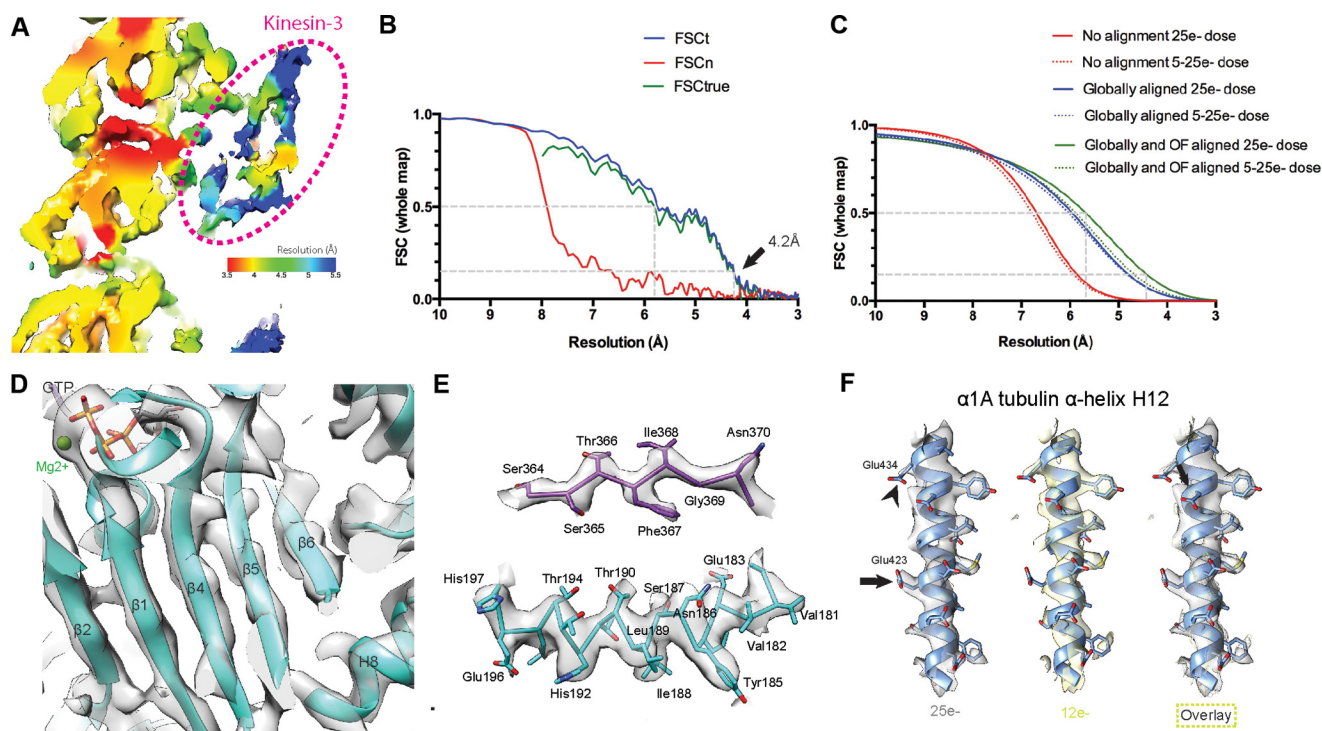 A
Kinesin-3
Resolution (Å)
3.5 4 4.5 5 5.5
B
FSCt
FSCn
FSCtrue
FSC (whole map)
1.0
0.5
0.0
10 9 8 7 6 5 4 3
Resolution (Å)
4.2Å
C
No alignment 25e- dose
No alignment 5-25e- dose
Globally aligned 25e- dose
Globally aligned 5-25e- dose
Globally and OF aligned 25e- dose
Globally and OF aligned 5-25e- dose
FSC (whole map)
1.0
0.5
0.0
10 9 8 7 6 5 4 3
Resolution (Å)
D
GTP
Mg2+
β2
β1
β4
β5
β6
H8
E
Ser364
Thr366
Ile368
Asn370
Ser365
Phe367
Gly369
His197
Thr194
Thr190
Ser187
Glu183
Asn186
Leu189
Val181
Val182
Glu196
His192
Ile188
Tyr185
F
α1A tubulin α-helix H12
Glu434
Glu423
25e-
12e-
Overlay